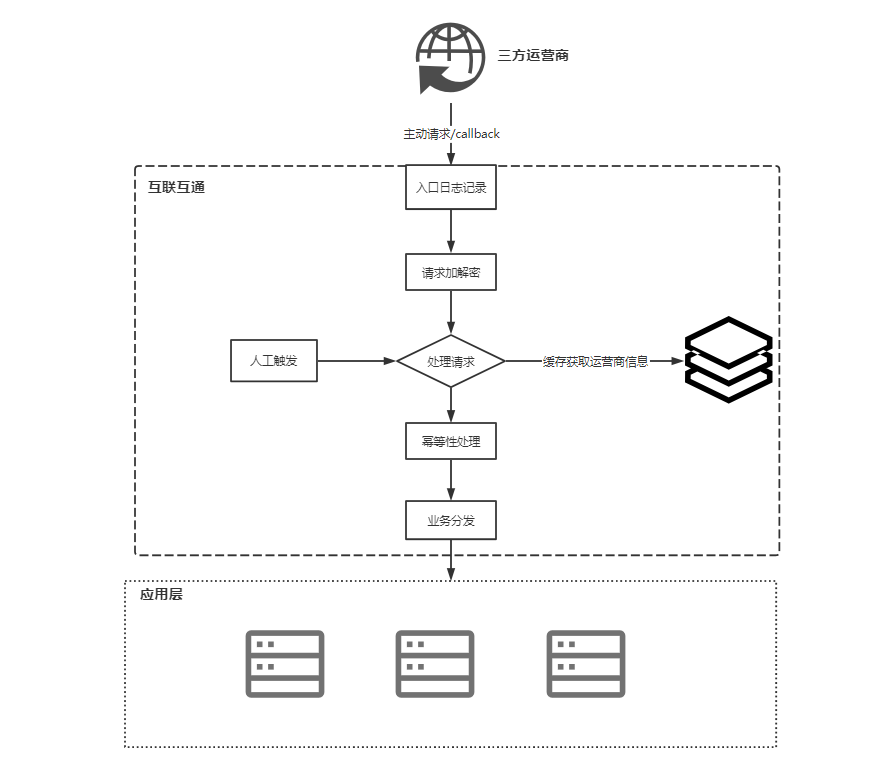 三方运营商
主动请求/callback
互联互通
入口日志记录
请求加解密
人工触发
处理请求
缓存获取运营商信息
幂等性处理
业务分发
应用层